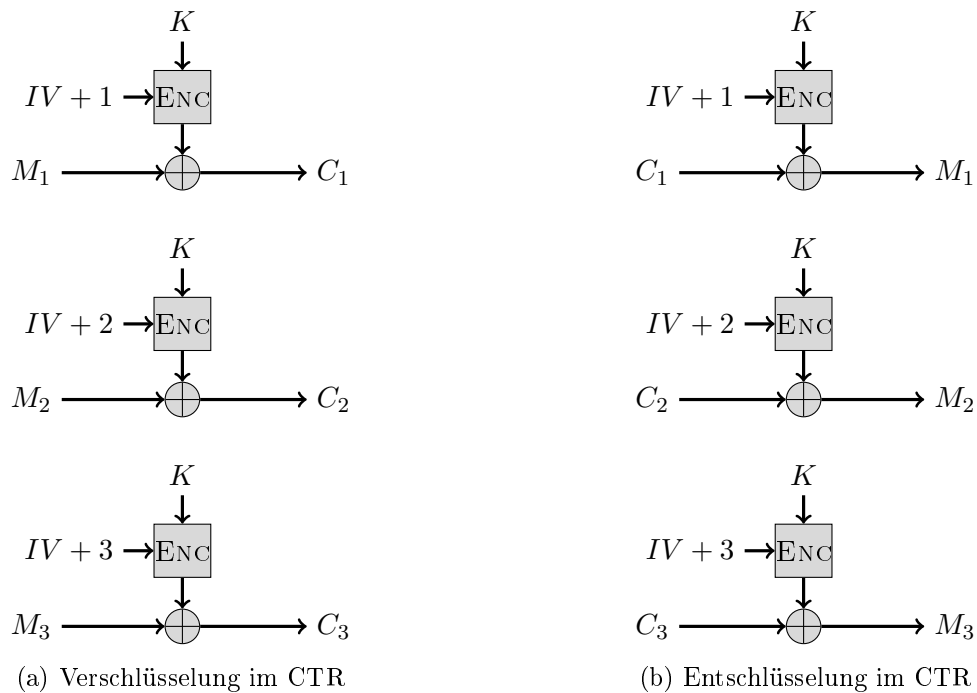 K K
IV + 1 ENC IV + 1 ENC
M₁ C₁ C₁ M₁
K K
IV + 2 ENC IV + 2 ENC
M₂ C₂ C₂ M₂
K K
IV + 3 ENC IV + 3 ENC
M₃ C₃ C₃ M₃
(a) Verschlüsselung im CTR (b) Entschlüsselung im CTR